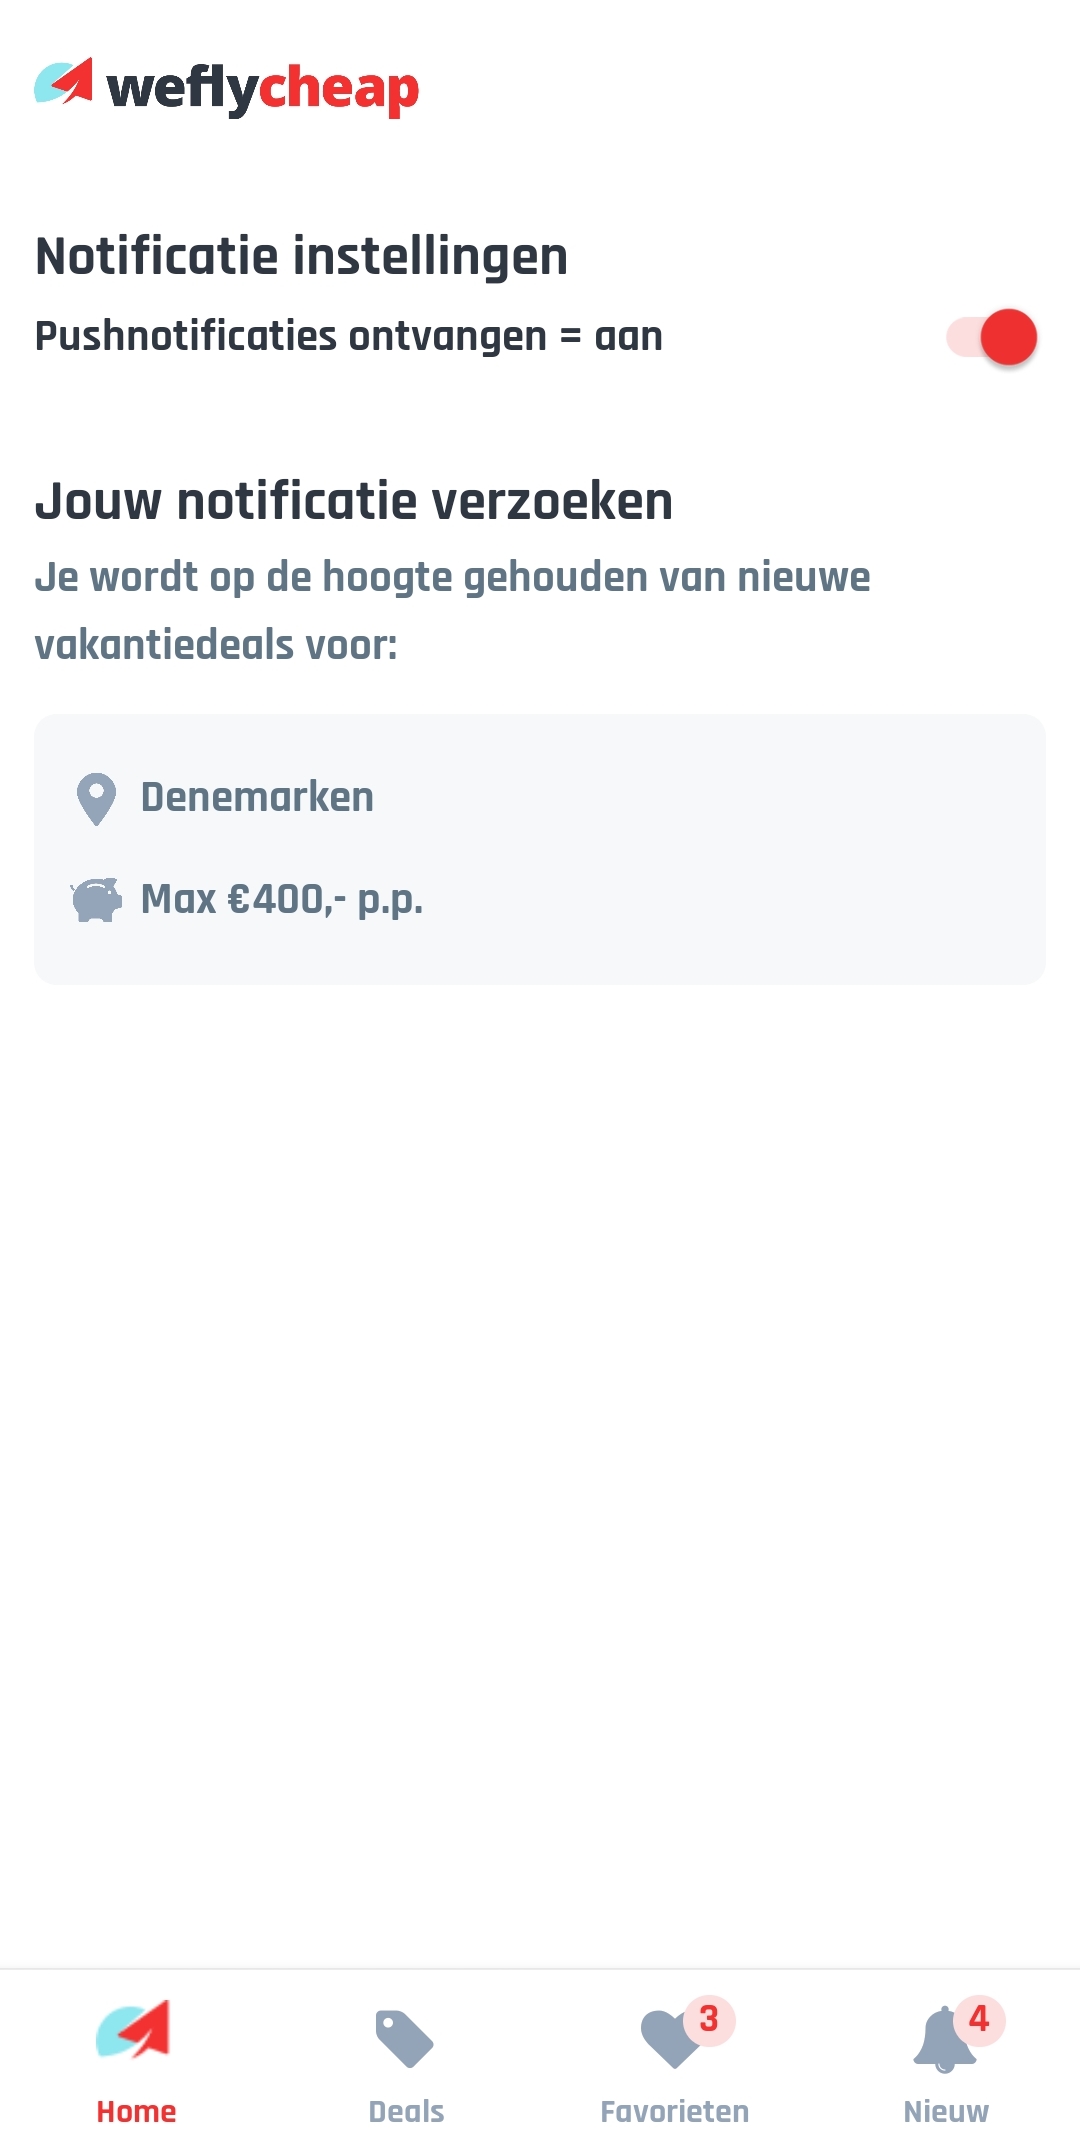 weflycheap
Notificatie instellingen
Pushnotificaties ontvangen = aan
Jouw notificatie verzoeken
Je wordt op de hoogte gehouden van nieuwe
vakantiedeals voor:
Denemarken
Max €400,- p.p.
3
4
Home
Deals
Favorieten
Nieuw